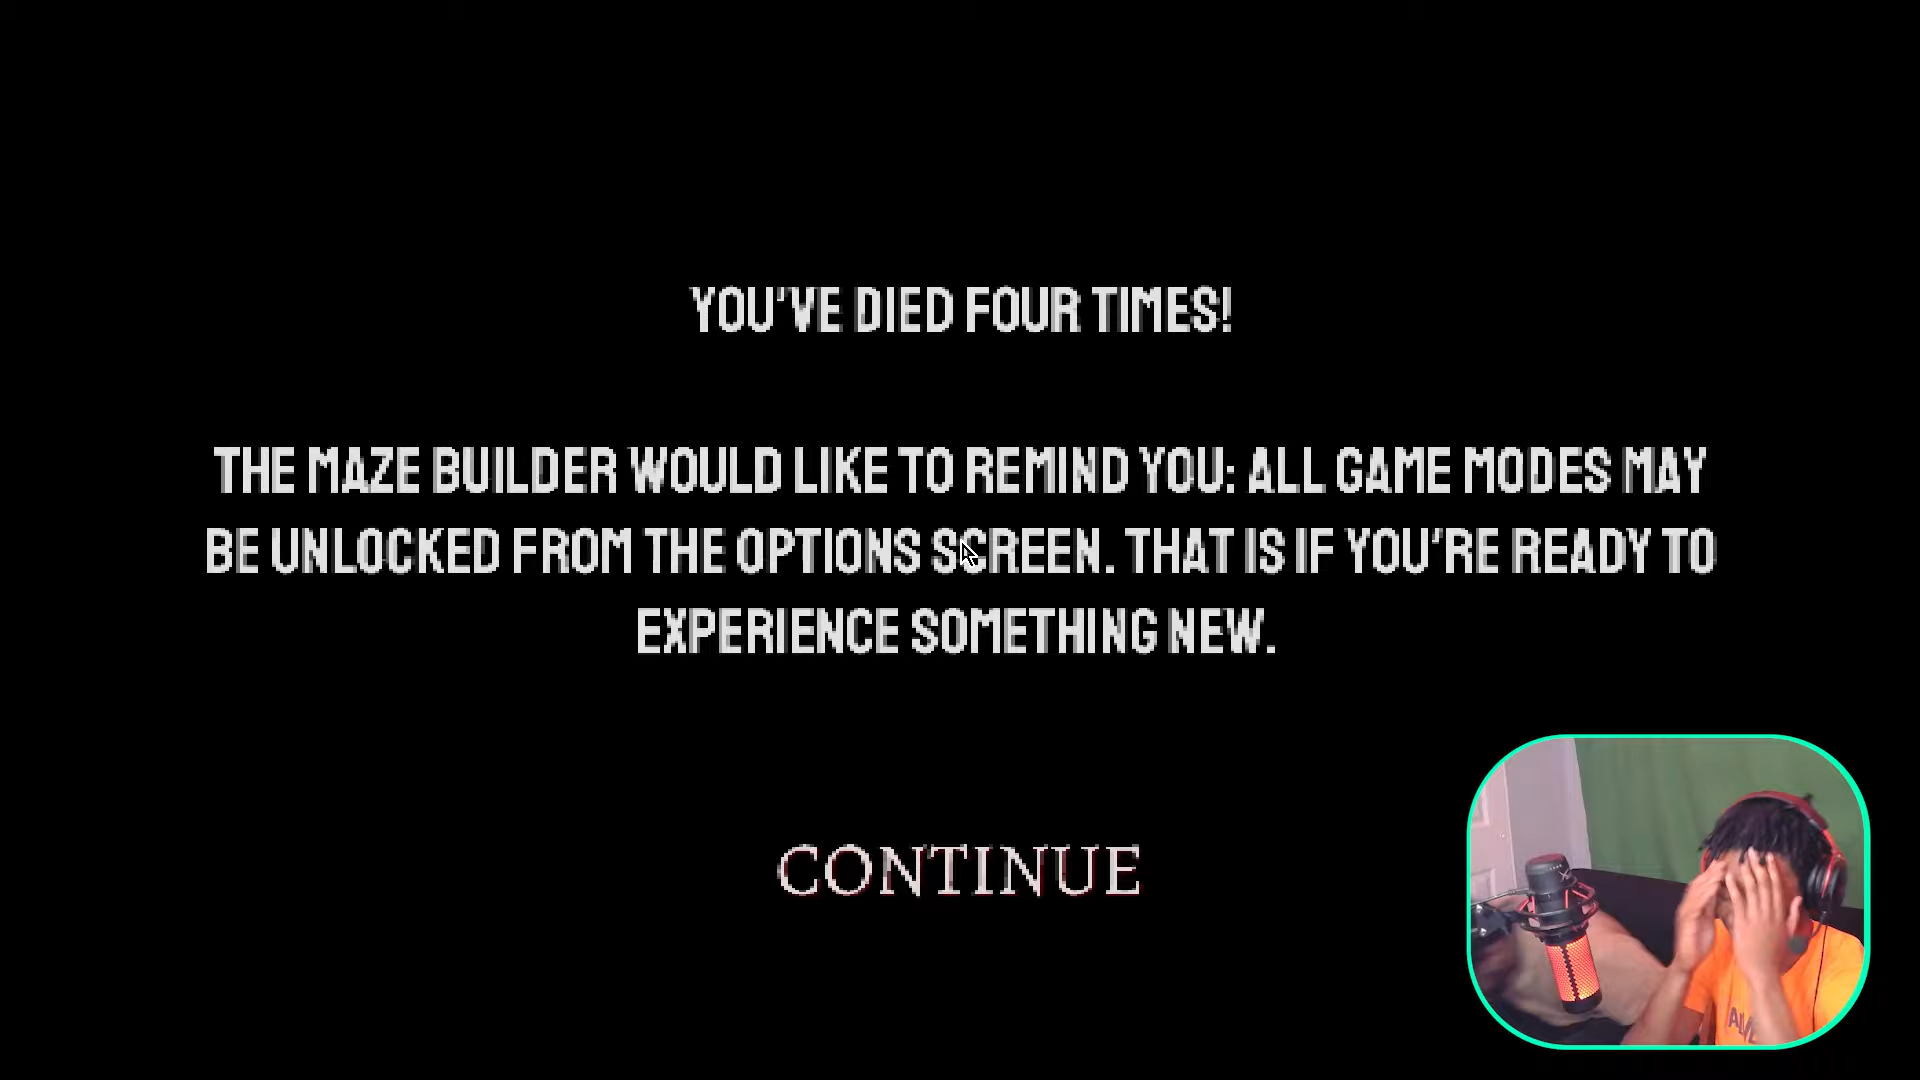 YOU'VE DIED FOUR TIMES!
THE MAZE BUILDER WOULD LIKE TO REMIND YOU: ALL GAME MODES MAY
BE UNLOCKED FROM THE OPTIONS SCREEN. THAT IS IF YOU'RE READY TO
EXPERIENCE SOMETHING NEW.
CONTINUE